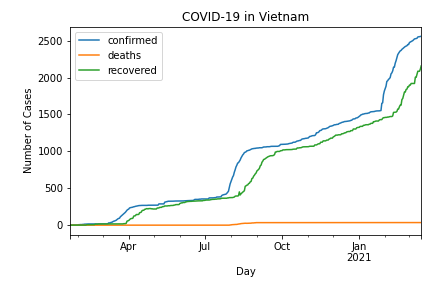 COVID-19 in Vietnam
confirmed
deaths
recovered
Number of Cases
2500
2000
1500
1000
500
0
Apr
Jul
Oct
Jan
2021
Day